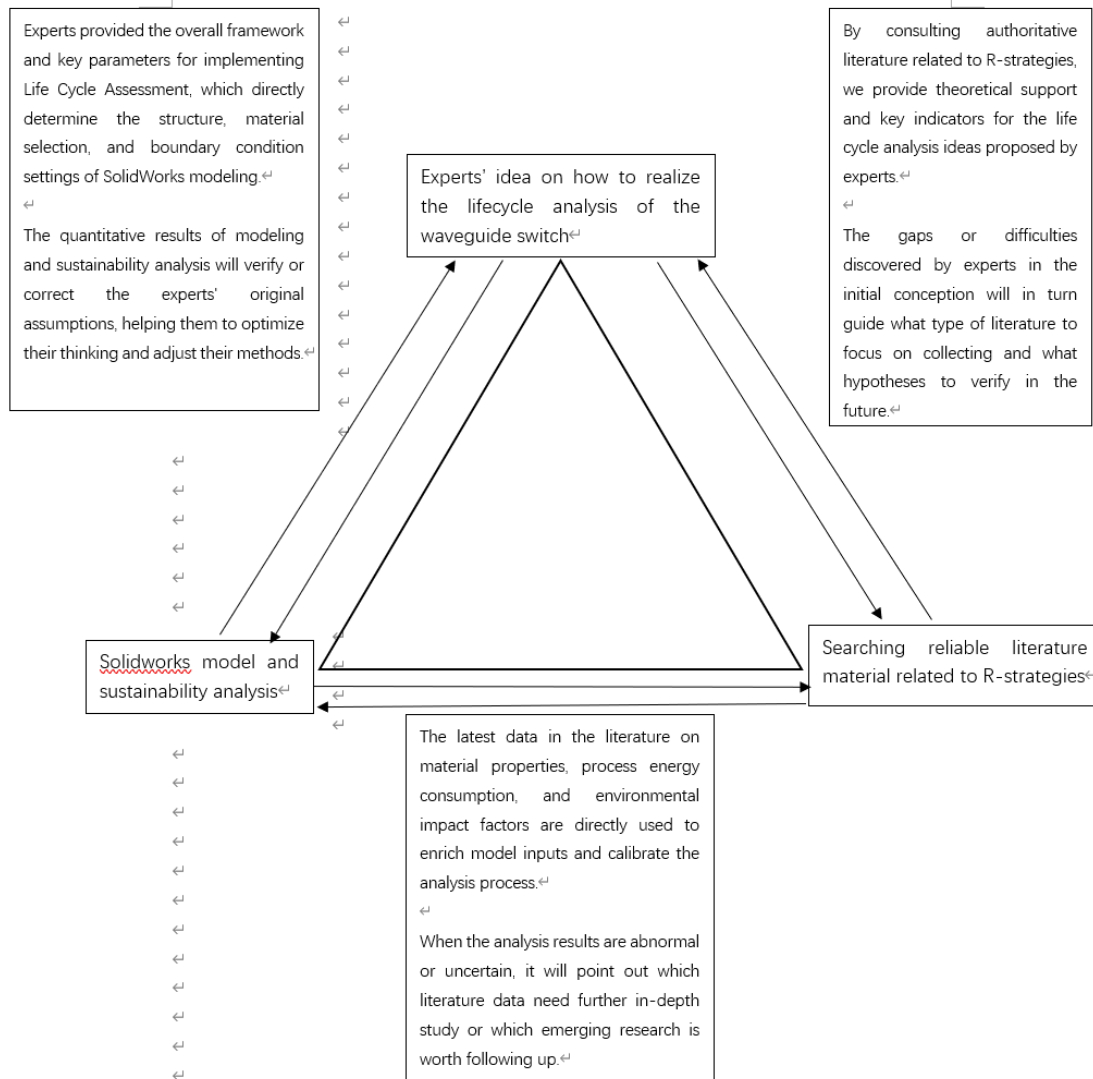 Experts provided the overall framework
and key parameters for implementing
Life Cycle Assessment, which directly
determine the structure, material
selection, and boundary condition
settings of SolidWorks modeling.
The quantitative results of modeling
and sustainability analysis will verify or
correct the experts' original
assumptions, helping them to optimize
their thinking and adjust their methods.
By consulting authoritative
literature related to R-strategies,
we provide theoretical support
and key indicators for the life
cycle analysis ideas proposed by
experts.
The gaps or difficulties
discovered by experts in the
initial conception will in turn
guide what type of literature to
focus on collecting and what
hypotheses to verify in the
future.
Experts' idea on how to realize
the lifecycle analysis of the
waveguide switch
Solidworks model and
sustainability analysis
Searching reliable literature
material related to R-strategies
The latest data in the literature on
material properties, process energy
consumption, and environmental
impact factors are directly used to
enrich model inputs and calibrate the
analysis process.
When the analysis results are abnormal
or uncertain, it will point out which
literature data need further in-depth
study or which emerging research is
worth following up.